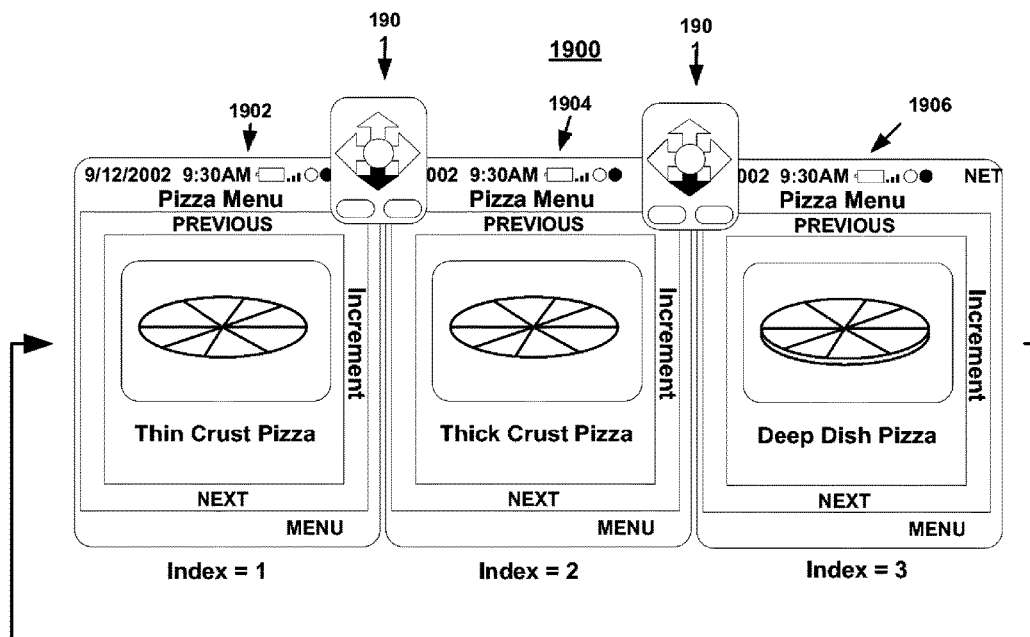 190
1
1900
190
1
1902
1904
1906
9/12/2002 9:30AM
Pizza Menu
PREVIOUS
Increment
Thin Crust Pizza
NEXT
MENU
Index = 1
002 9:30AM
Pizza Menu
PREVIOUS
Increment
Thick Crust Pizza
NEXT
MENU
Index = 2
002 9:30AM NET
Pizza Menu
PREVIOUS
Increment
Deep Dish Pizza
NEXT
MENU
Index = 3